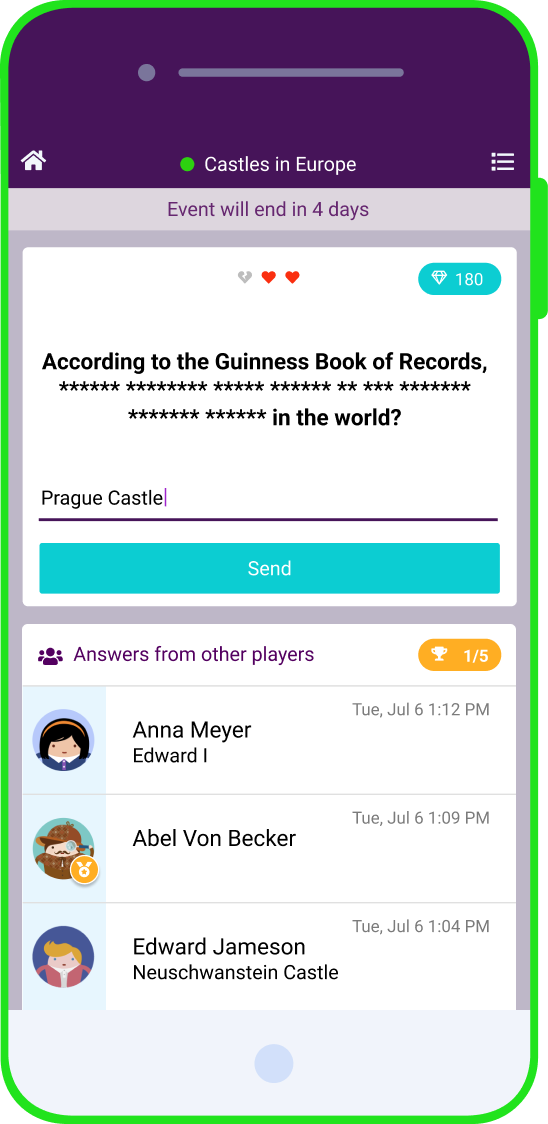 Castles in Europe
Event will end in 4 days
180
According to the Guinness Book of Records,
****** ******** ***** ****** ** *** *******
******* ****** in the world?
Prague Castle
Send
Answers from other players
1/5
Tue, Jul 6 1:12 PM
Anna Meyer
Edward I
Tue, Jul 6 1:09 PM
Abel Von Becker
Tue, Jul 6 1:04 PM
Edward Jameson
Neuschwanstein Castle